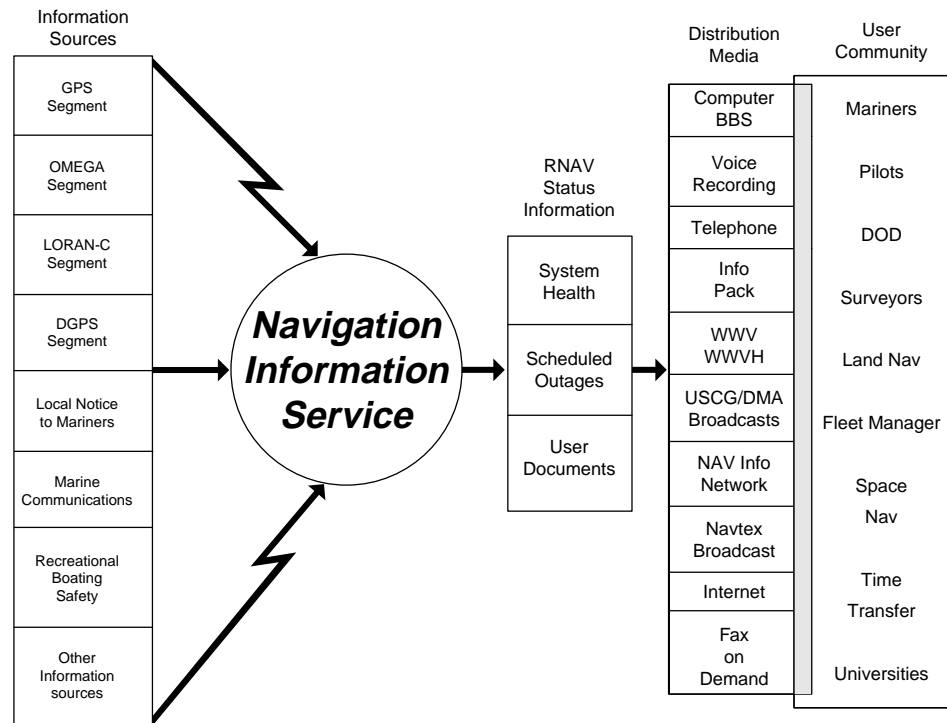 Information
Sources
GPS
Segment
OMEGA
Segment
LORAN-C
Segment
DGPS
Segment
Local Notice
to Mariners
Marine
Communications
Recreational
Boating
Safety
Other
Information
sources
Navigation
Information
Service
RNAV
Status
Information
System
Health
Scheduled
Outages
User
Documents
Distribution
Media
Computer
BBS
Voice
Recording
Telephone
Info
Pack
WWV
WWVH
USCG/DMA
Broadcasts
NAV Info
Network
Navtex
Broadcast
Internet
Fax
on
Demand
User
Community
Mariners
Pilots
DOD
Surveyors
Land Nav
Fleet Manager
Space
Nav
Time
Transfer
Universities